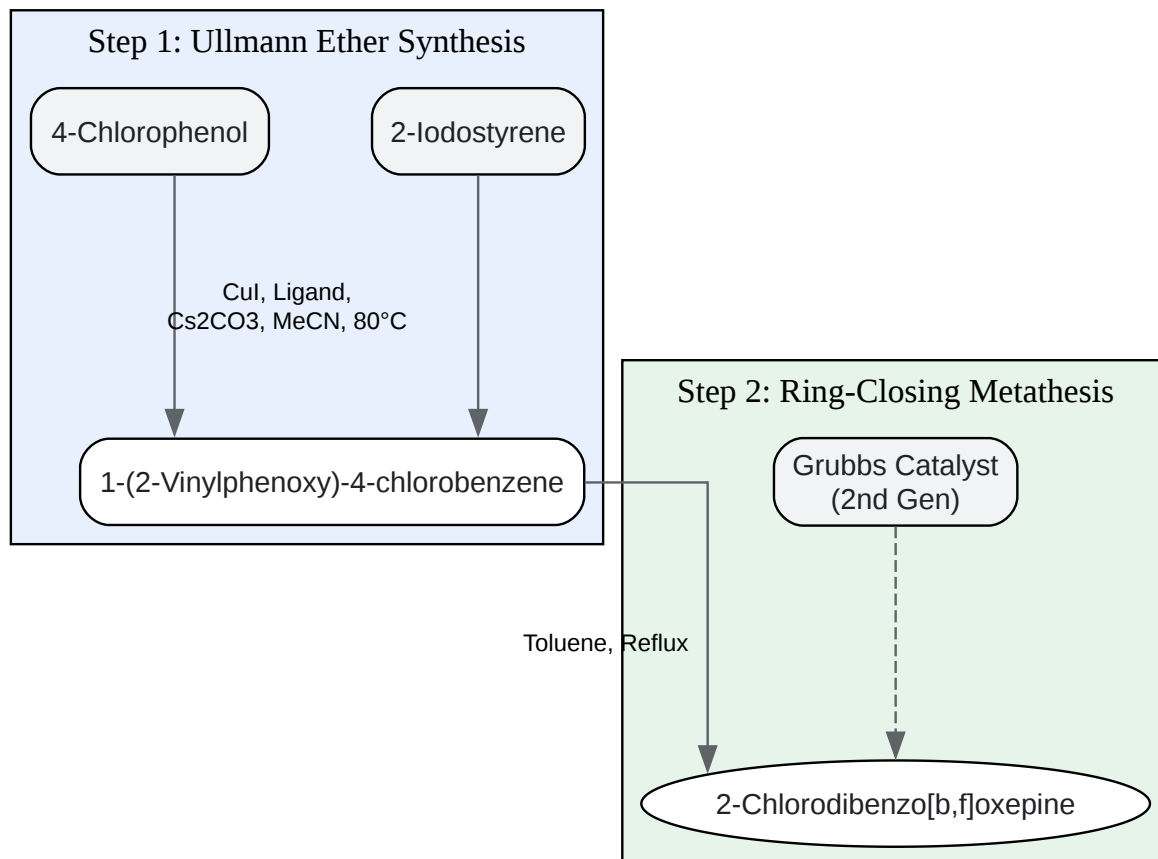 Step 1: Ullmann Ether Synthesis
4-Chlorophenol
2-Iodostyrene
CuI, Ligand,
Cs2CO3, MeCN, 80°C
1-(2-Vinylphenoxy)-4-chlorobenzene
Step 2: Ring-Closing Metathesis
Grubbs Catalyst
(2nd Gen)
Toluene, Reflux
2-Chlorodibenzo[b,f]oxepine